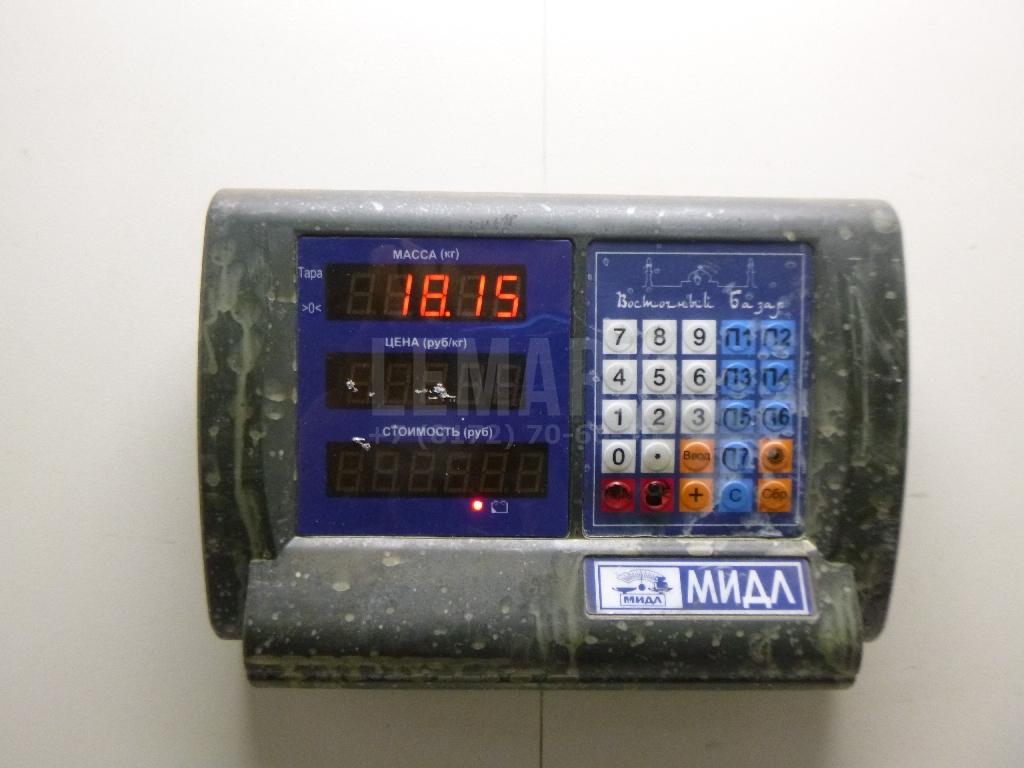 МАССА (кг)
Тара
18.15
>0<
ЦЕНА (руб/кг)
СТОИМОСТЬ (руб)
Восточный Базар
7 8 9 П1 П2
4 5 6 П3 П4
1 2 3 П5 П6
0 . Ввод П7
+ С Сбр
МИДЛ
МИДЛ
LEMAR